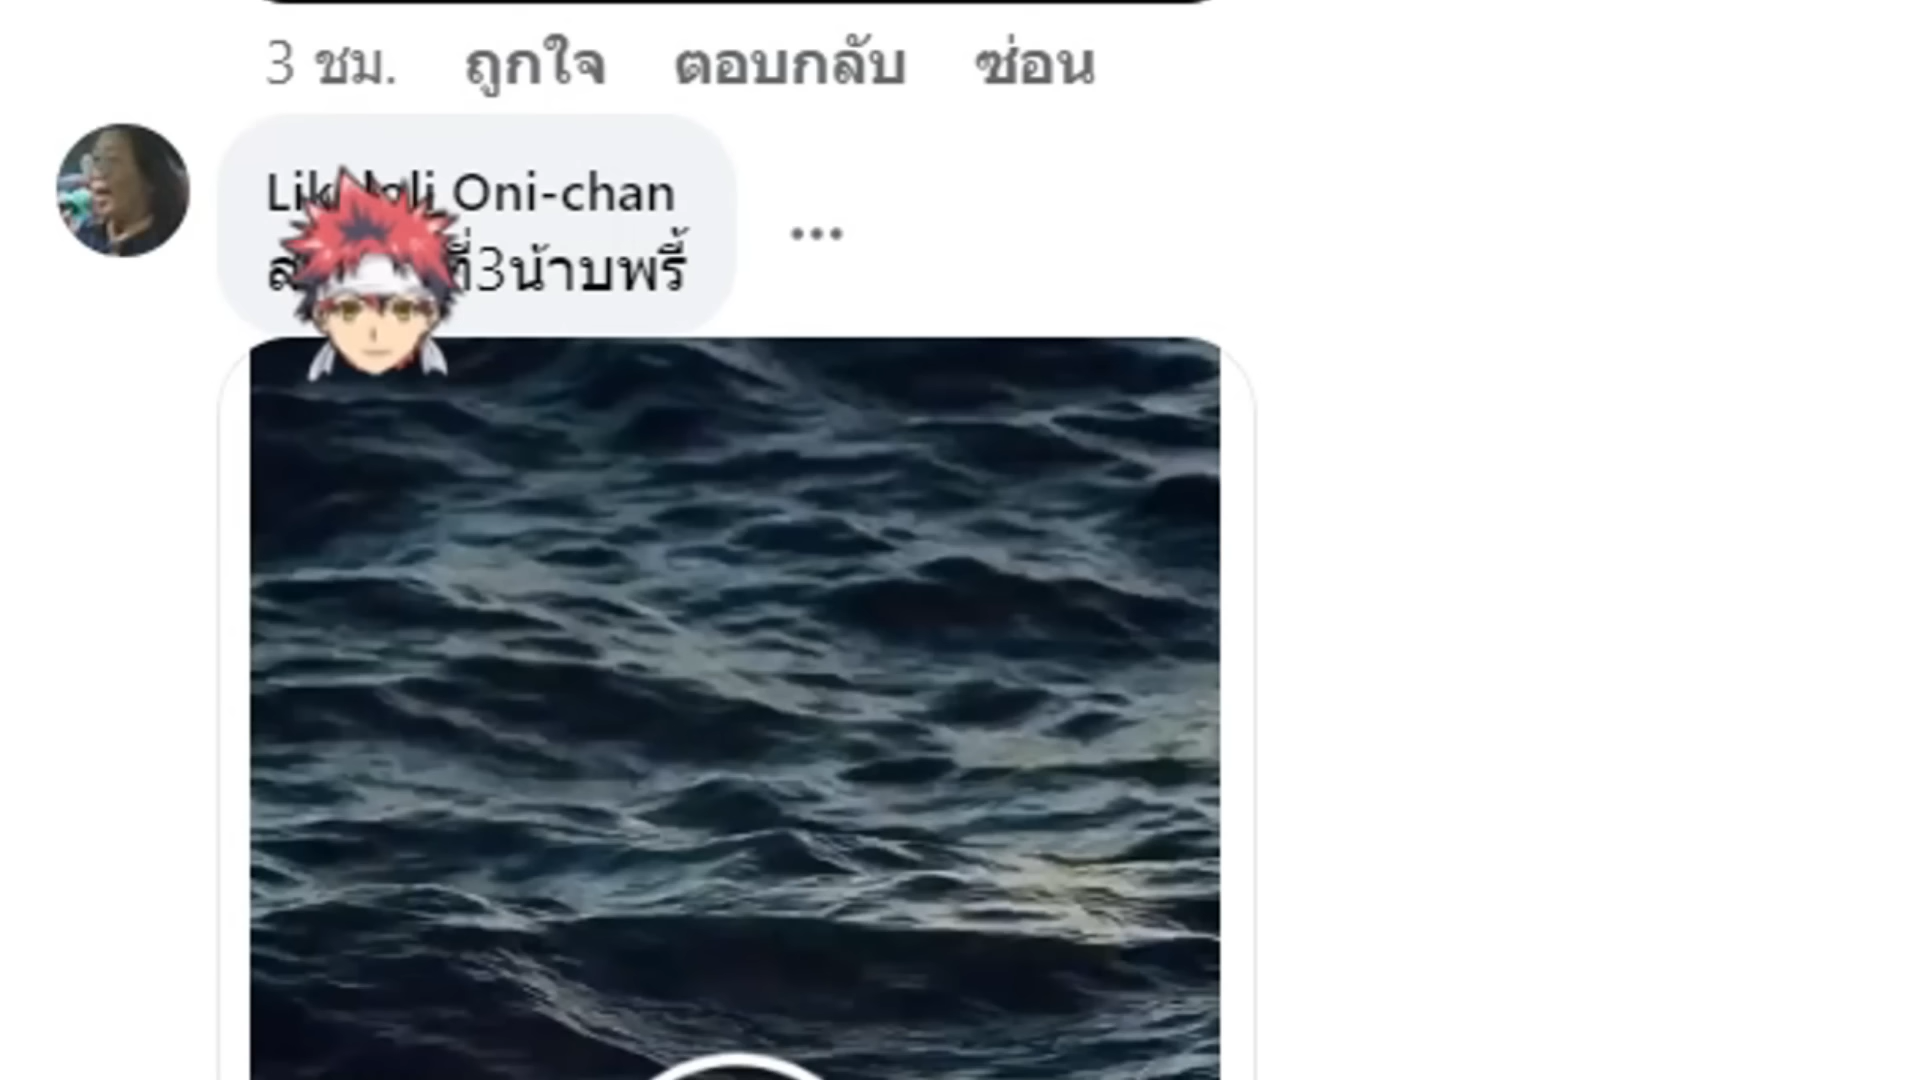 3 ชม. ถูกใจ ตอบกลับ ซ่อน
Oni-chan
ที่3น้าบพรี้